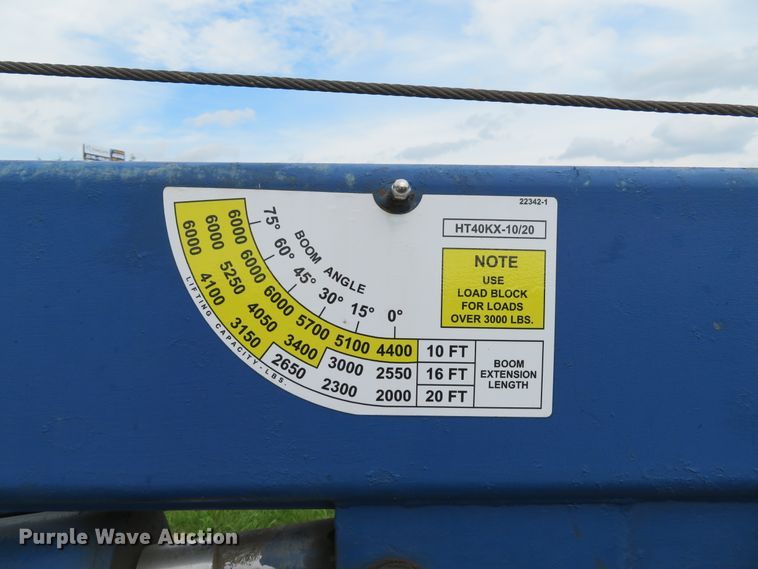 22342-1
HT40KX-10/20
NOTE
USE
LOAD BLOCK
FOR LOADS
OVER 3000 LBS.
BOOM ANGLE
75° 60° 45° 30° 15° 0°
6000 6000 6000 5700 5100 4400 10 FT
6000 5250 4050 3400 3000 2550 16 FT
6000 4100 3150 2650 2300 2000 20 FT
BOOM
EXTENSION
LENGTH
LIFTING CAPACITY-LBS.
Purple Wave Auction